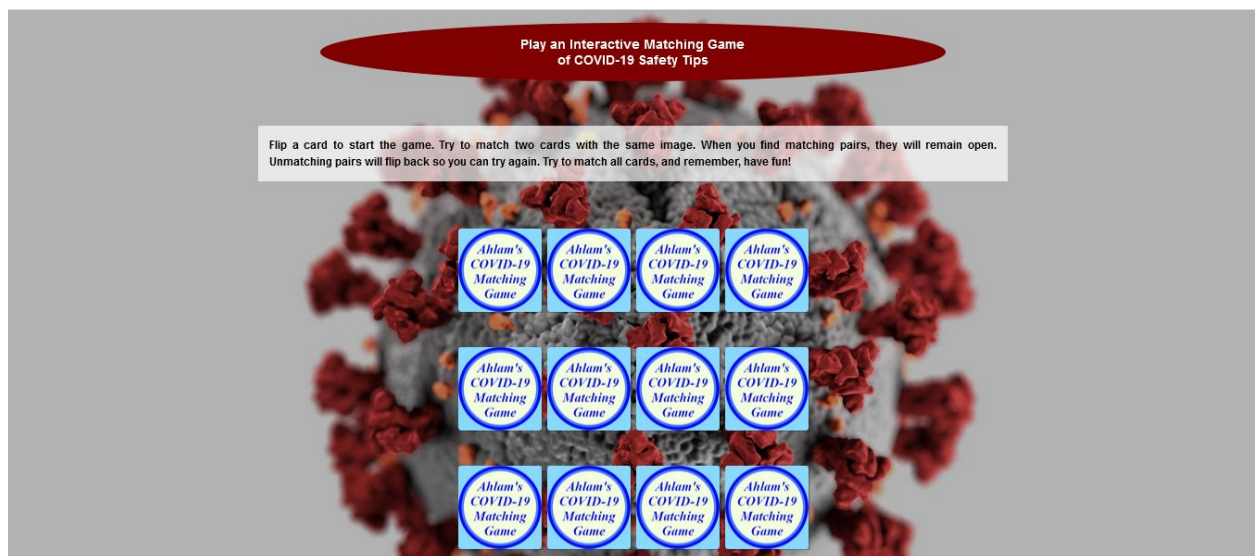 Play an Interactive Matching Game
of COVID-19 Safety Tips
Flip a card to start the game. Try to match two cards with the same image. When you find matching pairs, they will remain open.
Unmatching pairs will flip back so you can try again. Try to match all cards, and remember, have fun!
Ahlam's
COVID-19
Matching
Game
Ahlam's
COVID-19
Matching
Game
Ahlam's
COVID-19
Matching
Game
Ahlam's
COVID-19
Matching
Game
Ahlam's
COVID-19
Matching
Game
Ahlam's
COVID-19
Matching
Game
Ahlam's
COVID-19
Matching
Game
Ahlam's
COVID-19
Matching
Game
Ahlam's
COVID-19
Matching
Game
Ahlam's
COVID-19
Matching
Game
Ahlam's
COVID-19
Matching
Game
Ahlam's
COVID-19
Matching
Game